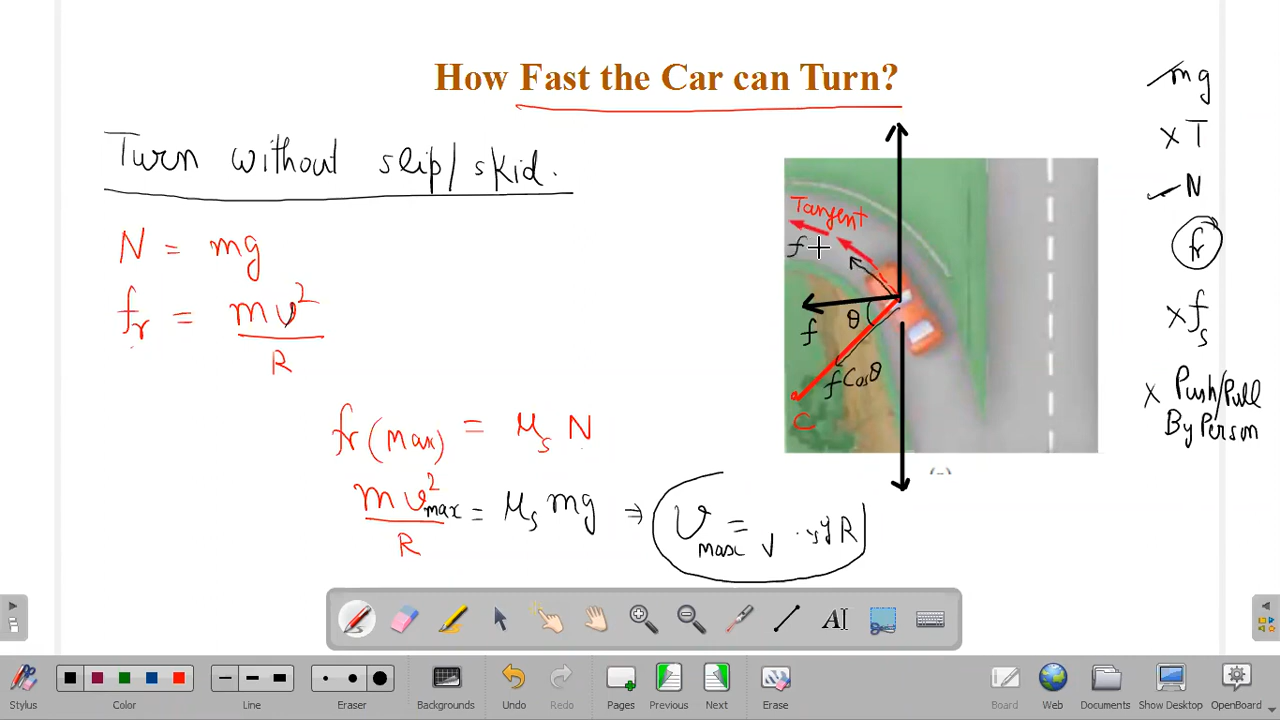 How Fast the Car can Turn?
Turn without slip/skid.
N = mg
fr = mv²
R
fr(max) = μs N
mv²max = μs mg ⇒ vmax = √
R
R
Tangent
f
f
θ
f Cosθ
C
mg
× T
✓ N
fr
× fs
× Push/Pull
By Person
Stylus
Color
Line
Eraser
Backgrounds
Undo
Redo
Pages
Previous
Next
Erase
Board
Web
Documents
Show Desktop
OpenBoard